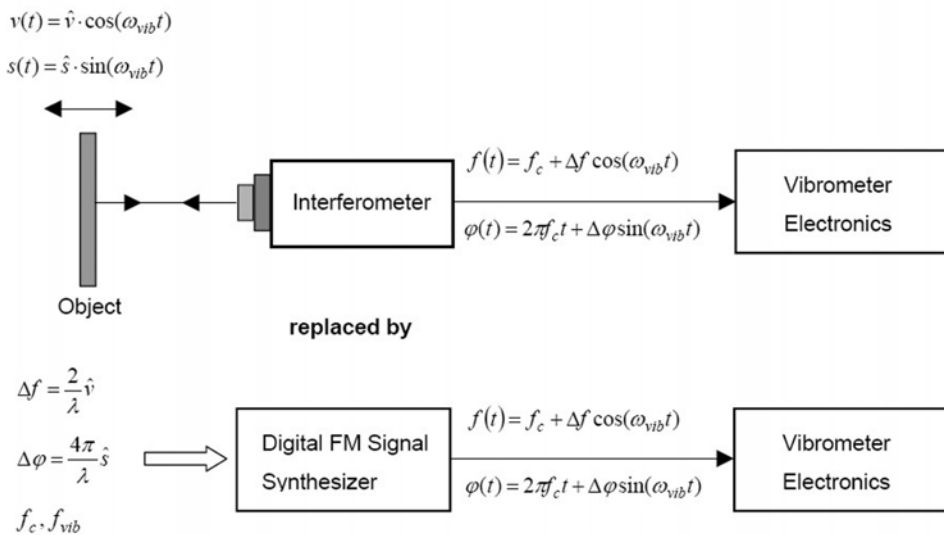 v(t) = v̂ · cos(ω_vib t)
s(t) = ŝ · sin(ω_vib t)
Object
Interferometer
f(t) = f_c + Δf cos(ω_vib t)
φ(t) = 2πf_c t + Δφ sin(ω_vib t)
Vibrometer
Electronics
replaced by
Δf = 2/λ v̂
Δφ = 4π/λ ŝ
f_c, f_vib
Digital FM Signal
Synthesizer
f(t) = f_c + Δf cos(ω_vib t)
φ(t) = 2πf_c t + Δφ sin(ω_vib t)
Vibrometer
Electronics